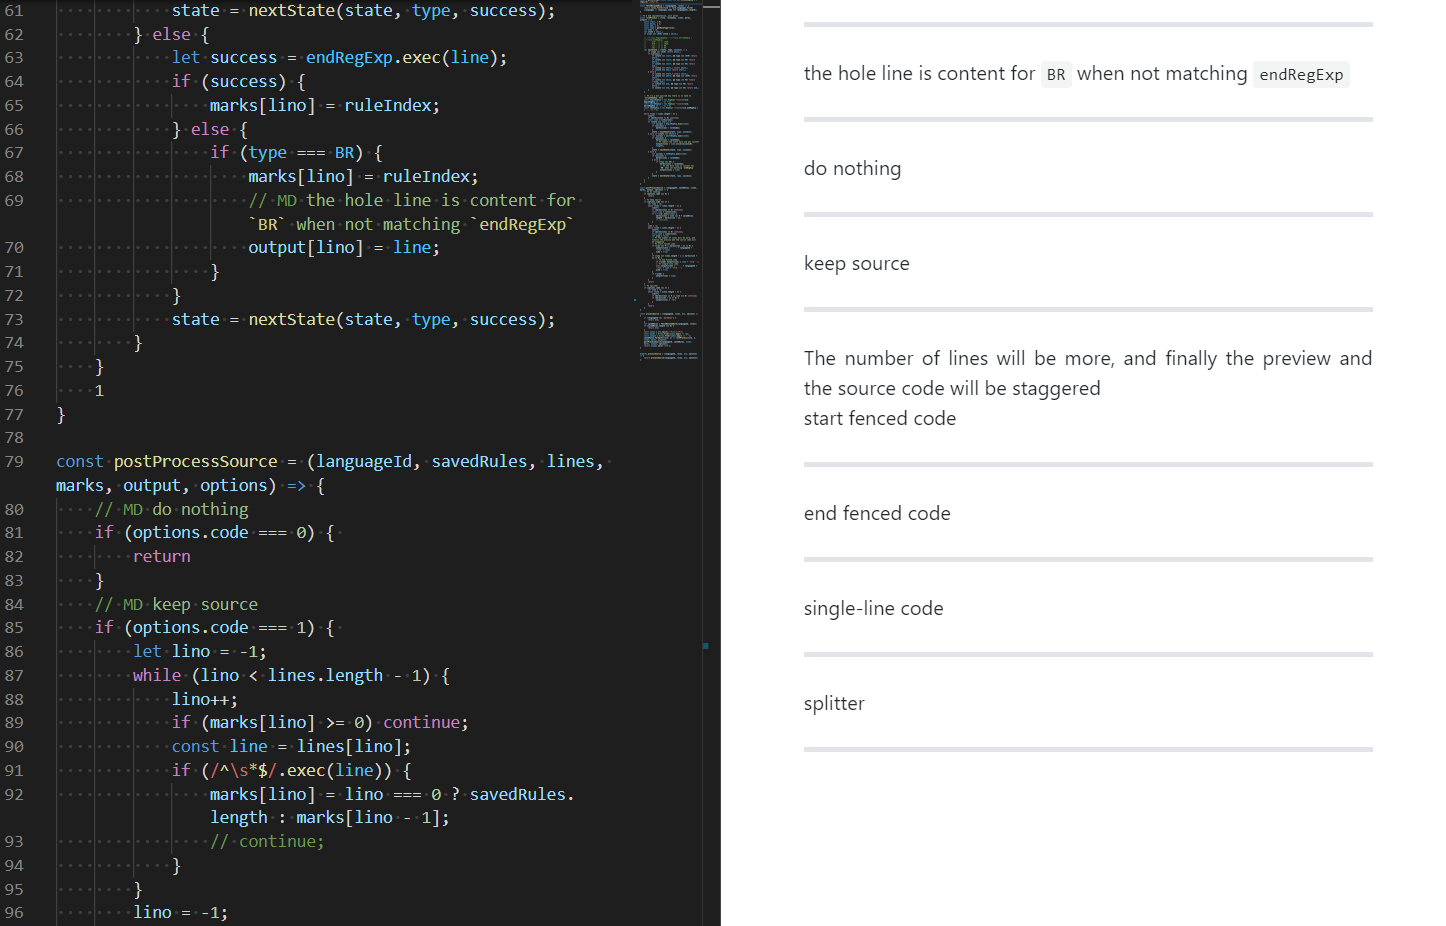 61 state = nextState(state, type, success);
62 } else {
63 let success = endRegExp.exec(line);
64 if (success) {
65 marks[lino] = ruleIndex;
66 } else {
67 if (type === BR) {
68 marks[lino] = ruleIndex;
69 // MD the hole line is content for
`BR` when not matching `endRegExp`
70 output[lino] = line;
71 }
72 }
73 state = nextState(state, type, success);
74 }
75 }
76 1
77 }
78
79 const postProcessSource = (languageId, savedRules, lines,
marks, output, options) => {
80 // MD do nothing
81 if (options.code === 0) {
82 return
83 }
84 // MD keep source
85 if (options.code === 1) {
86 let lino = -1;
87 while (lino < lines.length - 1) {
88 lino++;
89 if (marks[lino] >= 0) continue;
90 const line = lines[lino];
91 if (/^\s*$/.exec(line)) {
92 marks[lino] = lino === 0 ? savedRules.
length : marks[lino - 1];
93 // continue;
94 }
95 }
96 lino = -1;
the hole line is content for BR when not matching endRegExp
do nothing
keep source
The number of lines will be more, and finally the preview and
the source code will be staggered
start fenced code
end fenced code
single-line code
splitter